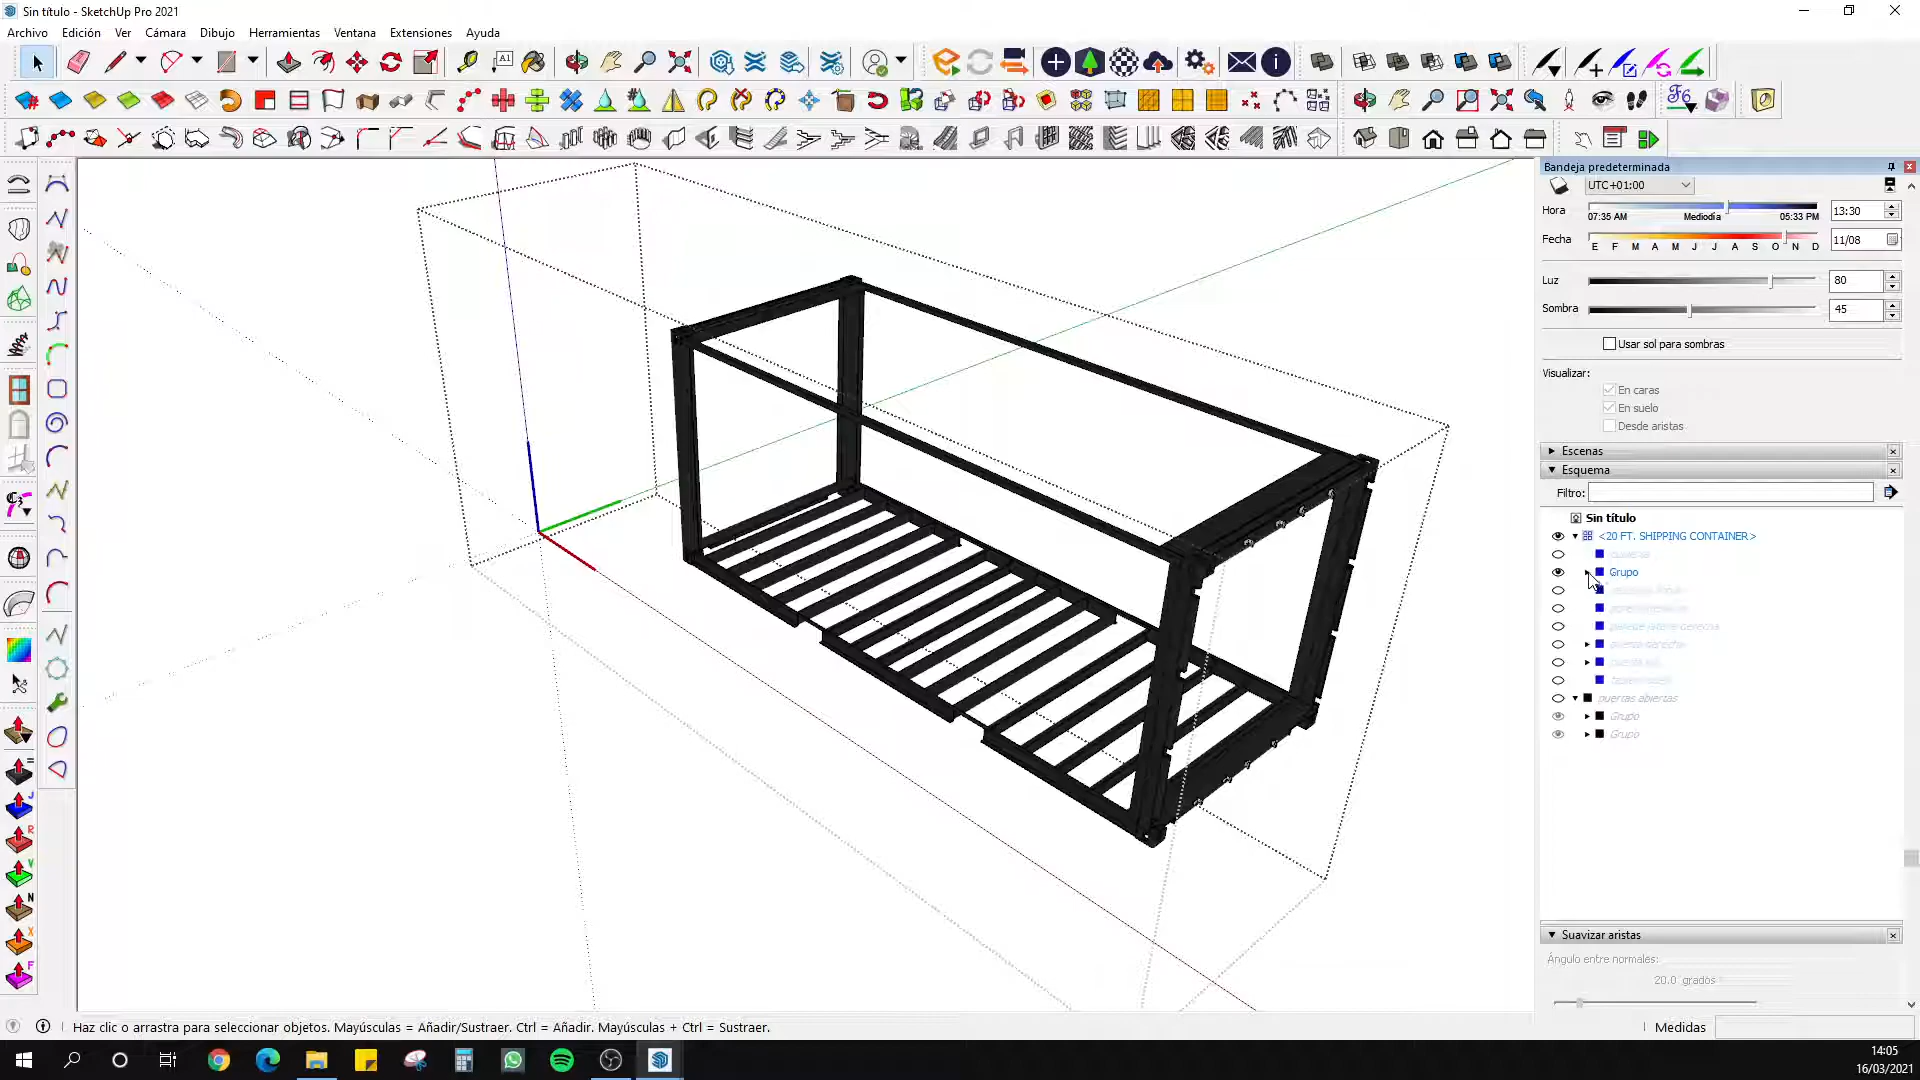 Sin título - SketchUp Pro 2021
Archivo Edición Ver Cámara Dibujo Herramientas Ventana Extensiones Ayuda
A1
Bandeja predeterminada
UTC+01:00
Hora 13:30
07:35 AM Mediodía 05:33 PM
Fecha 11/08
E F M A M J J A S O N D
Luz 80
Sombra 45
Usar sol para sombras
Visualizar:
En caras
En suelo
Desde aristas
Escenas
Esquema
Filtro:
Sin título
<20 FT. SHIPPING CONTAINER>
Grupo
puerta derecha
puerras abiertas
Grupo
Grupo
Suavizar aristas
Ángulo entre normales:
20.0 grados
Haz clic o arrastra para seleccionar objetos. Mayúsculas = Añadir/Sustraer. Ctrl = Añadir. Mayúsculas + Ctrl = Sustraer.
Medidas
14:05
16/03/2021